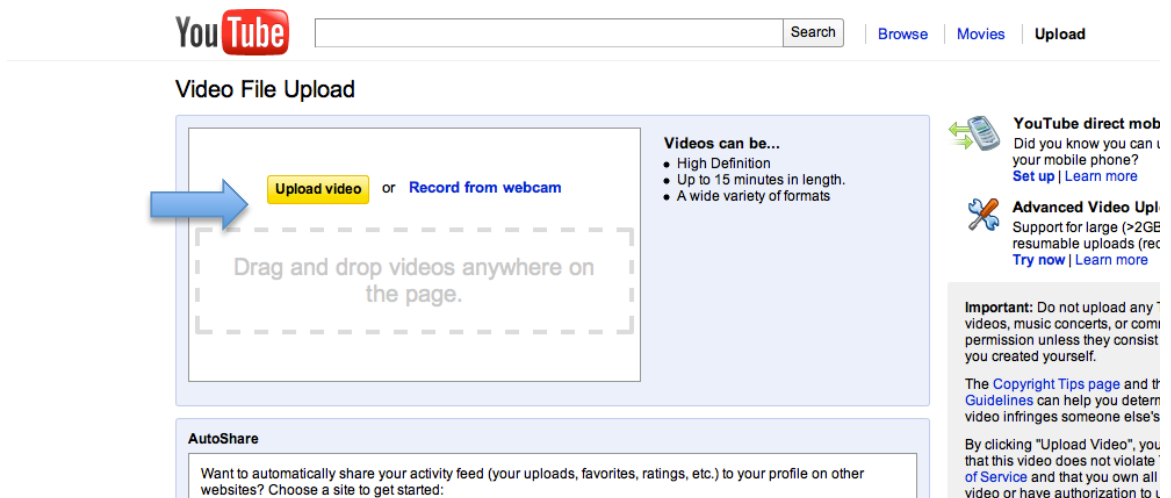 YouTube
Search
Browse
Movies
Upload
Video File Upload
Upload video or Record from webcam
Drag and drop videos anywhere on
the page.
Videos can be...
• High Definition
• Up to 15 minutes in length.
• A wide variety of formats
AutoShare
Want to automatically share your activity feed (your uploads, favorites, ratings, etc.) to your profile on other
websites? Choose a site to get started:
YouTube direct
Did you know you can
your mobile phone?
Set up | Learn more
Advanced Video
Support for large (>2GB
resumable uploads
Try now | Learn more
Important: Do not upload any
videos, music concerts, or
permission unless they consist
you created yourself.
The Copyright Tips page and
Guidelines can help you
video infringes someone else's
By clicking "Upload Video", you
that this video does not violate
of Service and that you own all
video or have authorization to